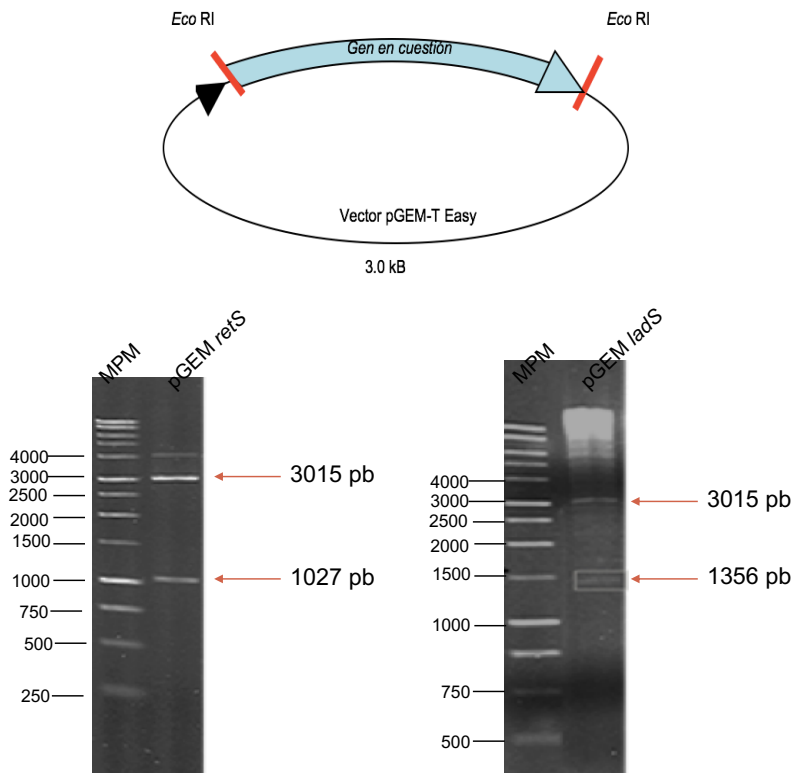 Eco RI
Eco RI
Gen en cuestión
Vector pGEM-T Easy
3.0 kB
MPM
pGEM retS
4000
3000
2500
2000
1500
1000
750
500
250
3015 pb
1027 pb
MPM
pGEM ladS
4000
3000
2500
2000
1500
1000
750
500
3015 pb
1356 pb